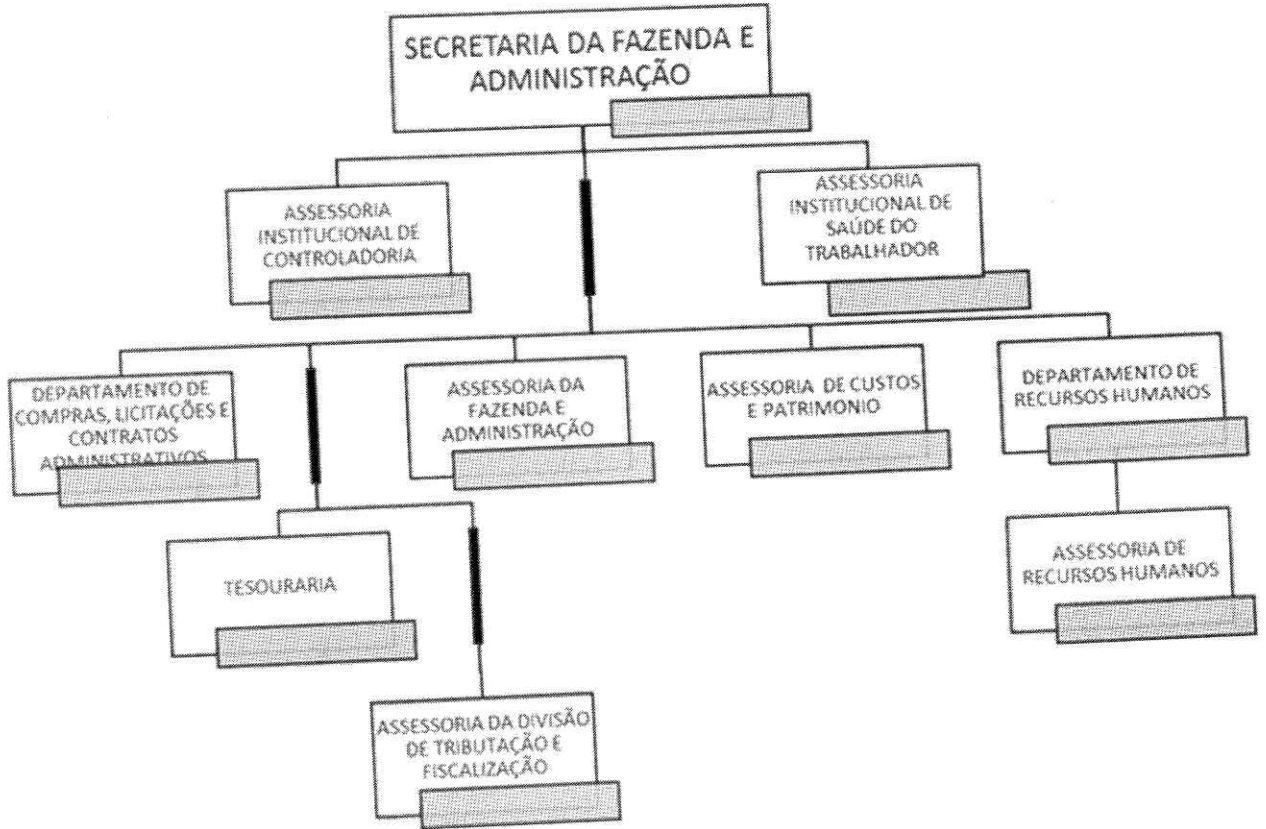 SECRETARIA DA FAZENDA E
ADMINISTRAÇÃO
ASSESSORIA
INSTITUCIONAL DE
CONTROLADORIA
ASSESSORIA
INSTITUCIONAL DE
SAÚDE DO
TRABALHADOR
DEPARTAMENTO DE
COMPRAS, LICITAÇÕES E
CONTRATOS
ADMINISTRATIVOS
ASSESSORIA DA
FAZENDA E
ADMINISTRAÇÃO
ASSESSORIA DE CUSTOS
E PATRIMONIO
DEPARTAMENTO DE
RECURSOS HUMANOS
TESOURARIA
ASSESSORIA DE
RECURSOS HUMANOS
ASSESSORIA DA DIVISÃO
DE TRIBUTAÇÃO E
FISCALIZAÇÃO